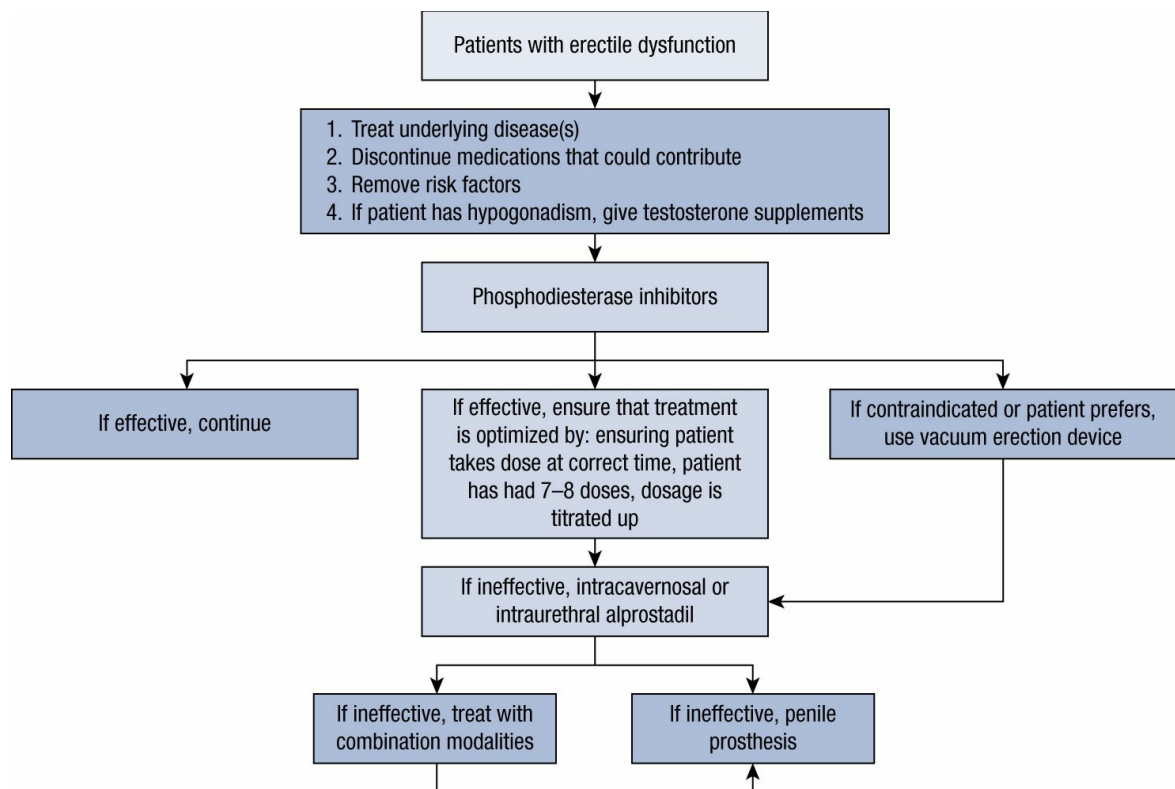 Patients with erectile dysfunction
1. Treat underlying disease(s)
2. Discontinue medications that could contribute
3. Remove risk factors
4. If patient has hypogonadism, give testosterone supplements
Phosphodiesterase inhibitors
If effective, continue
If effective, ensure that treatment
is optimized by: ensuring patient
takes dose at correct time, patient
has had 7–8 doses, dosage is
titrated up
If contraindicated or patient prefers,
use vacuum erection device
If ineffective, intracavernosal or
intraurethral alprostadil
If ineffective, treat with
combination modalities
If ineffective, penile
prosthesis